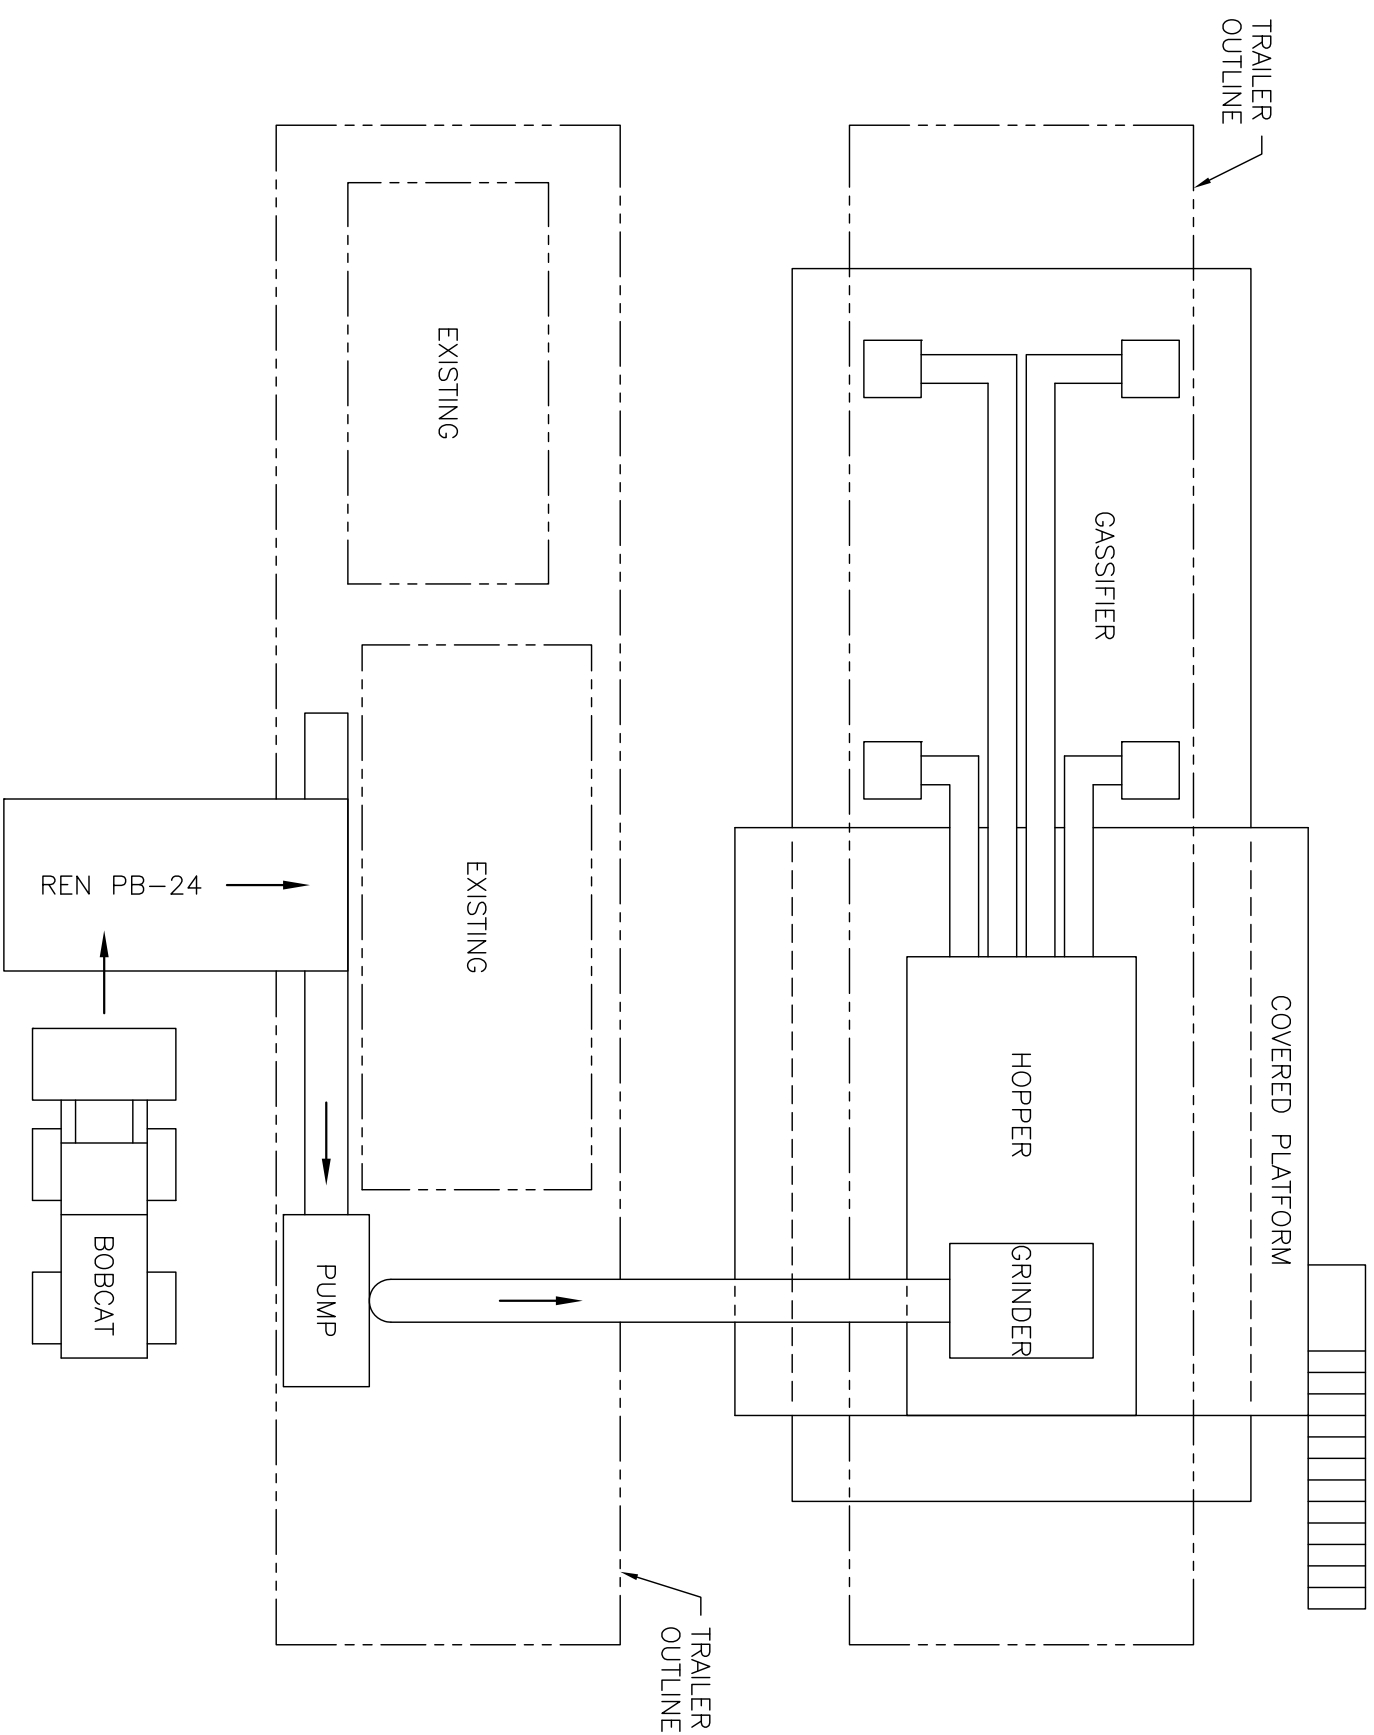 TRAILER
OUTLINE
GASSIFIER
COVERED PLATFORM
HOPPER
GRINDER
EXISTING
EXISTING
REN PB-24
PUMP
BOBCAT
TRAILER
OUTLINE